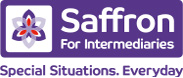 Saffron
For Intermediaries
Special Situations. Everyday